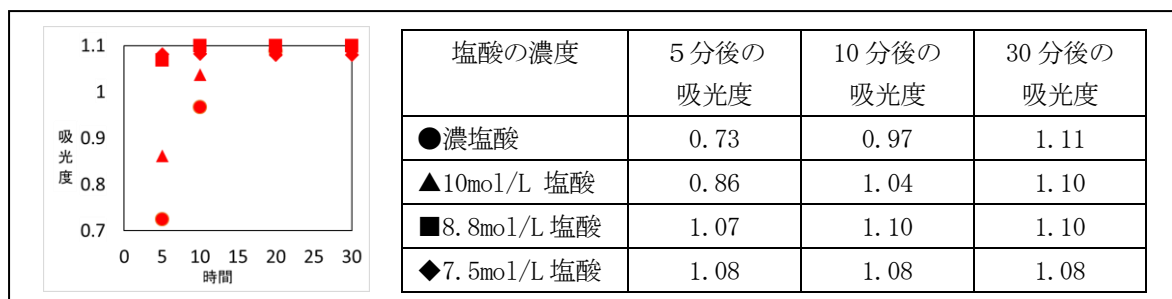 1.1
1
0.9
0.8
0.7
吸光度
0 5 10 15 20 25 30
時間
塩酸の濃度 5分後の吸光度 10分後の吸光度 30分後の吸光度
●濃塩酸 0.73 0.97 1.11
▲10mol/L 塩酸 0.86 1.04 1.10
■8.8mol/L 塩酸 1.07 1.10 1.10
◆7.5mol/L 塩酸 1.08 1.08 1.08